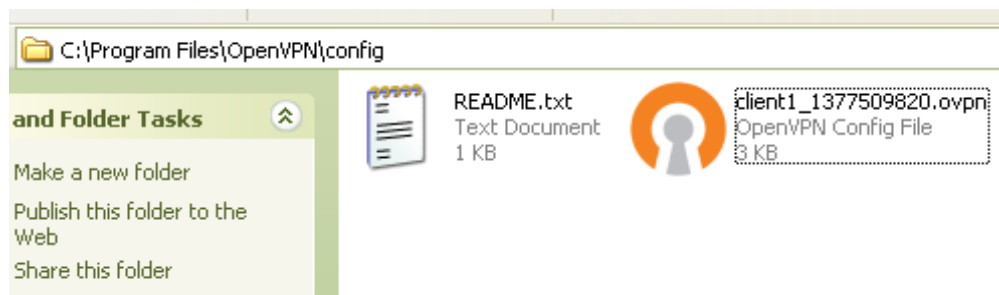 C:\Program Files\OpenVPN\config
and Folder Tasks
Make a new folder
Publish this folder to the
Web
Share this folder
README.txt
Text Document
1 KB
client1_1377509820.ovpn
OpenVPN Config File
3 KB